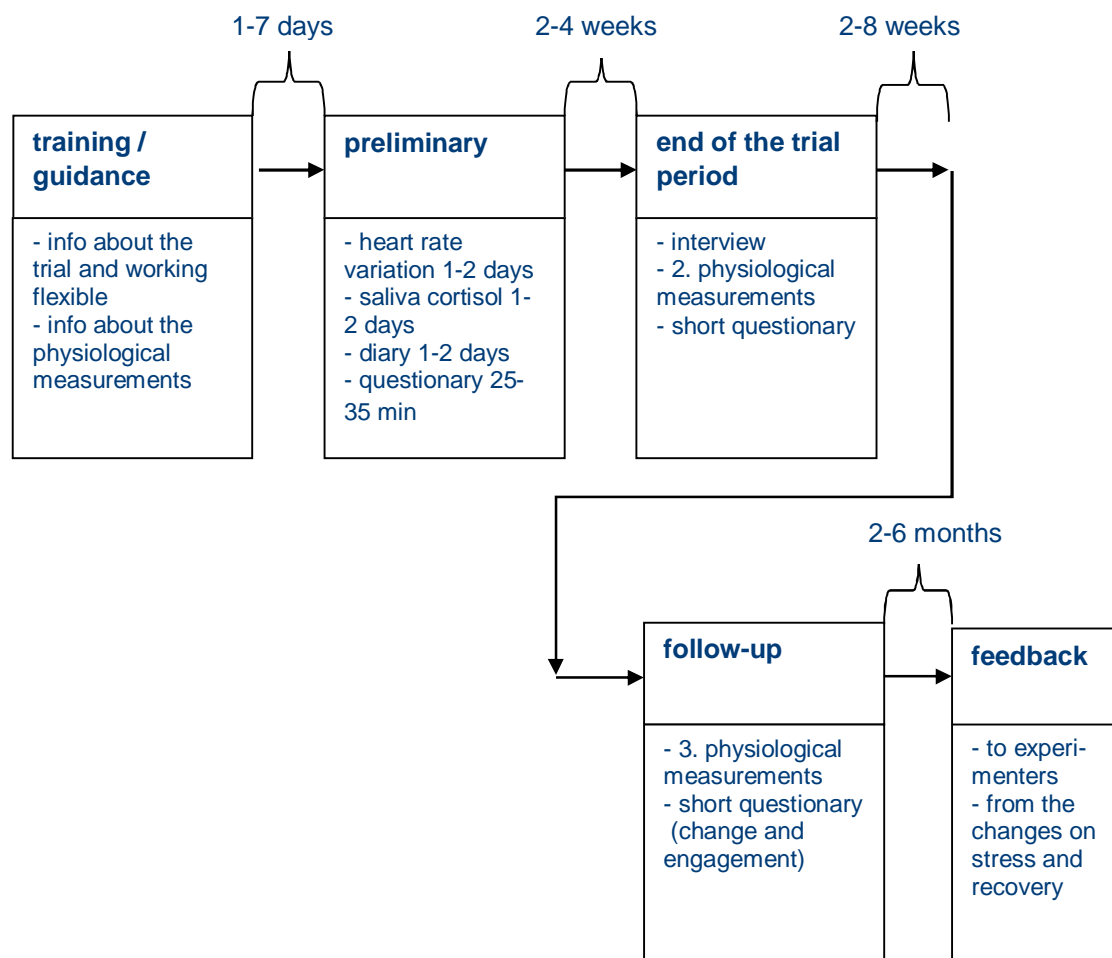 1-7 days
2-4 weeks
2-8 weeks
training /
guidance
- info about the
trial and working
flexible
- info about the
physiological
measurements
preliminary
- heart rate
variation 1-2 days
- saliva cortisol 1-
2 days
- diary 1-2 days
- questionary 25-
35 min
end of the trial
period
- interview
- 2. physiological
measurements
- short questionary
2-6 months
follow-up
- 3. physiological
measurements
- short questionary
(change and
engagement)
feedback
- to experi-
menters
- from the
changes on
stress and
recovery